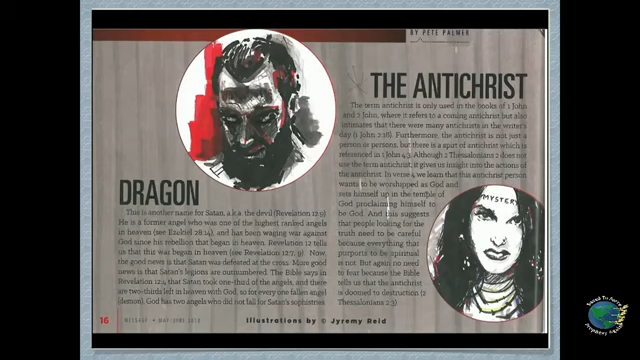 BY PETE PALMER
THE ANTICHRIST
The term antichrist is only used in the books of 1 John
and 2 John, where it refers to a coming antichrist but also
intimates that there were many antichrists in the writer's
day (1 John 2:18). Furthermore, the antichrist is not just a
person or persons, but there is a spirit of antichrist which is
referenced in 1 John 4:3. Although 2 Thessalonians 2 does not
use the term antichrist, it gives us insight into the actions of
the antichrist. In verse 4 we learn that this antichrist person
wants to be worshipped as God and
sets himself up in the temple of
God proclaiming himself to
be God. And this suggests
that people looking for the
truth need to be careful
because everything that
purports to be spiritual
is not. But again no need
to fear because the Bible
tells us that the antichrist
is doomed to destruction (2
Thessalonians 2:3)
MYSTERY
DRAGON
This is another name for Satan, a.k.a. the devil (Revelation 12:9)
He is a former angel who was one of the highest ranked angels
in heaven (see Ezekiel 28:14), and has been waging war against
God since his rebellion that began in heaven. Revelation 12 tells
us that this war began in heaven (see Revelation 12:7, 9) Now,
the good news is that Satan was defeated at the cross. More good
news is that Satan's legions are outnumbered. The Bible says in
Revelation 12:4 that Satan took one-third of the angels, and there
are two-thirds left in heaven with God, so for every one fallen angel
(demon), God has two angels who did not fall for Satan's sophistries.
16 MESSAGE • MAY/JUNE 2010
Illustrations by © Jyremy Reid